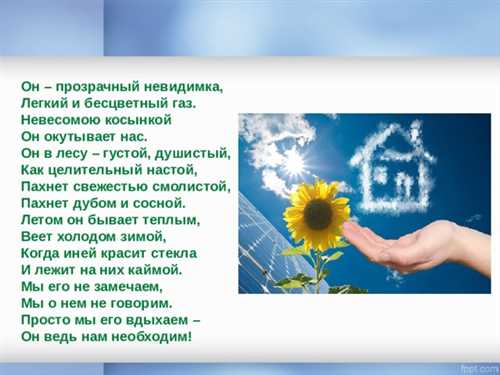 Он – прозрачный невидимка,
Легкий и бесцветный газ.
Невесомою косынкой
Он окутывает нас.
Он в лесу – густой, душистый,
Как целительный настой,
Пахнет свежестью смолистой,
Пахнет дубом и сосной.
Летом он бывает теплым,
Веет холодом зимой,
Когда иней красит стекла
И лежит на них каймой.
Мы его не замечаем,
Мы о нем не говорим.
Просто мы его вдыхаем –
Он ведь нам необходим!
fppt.com